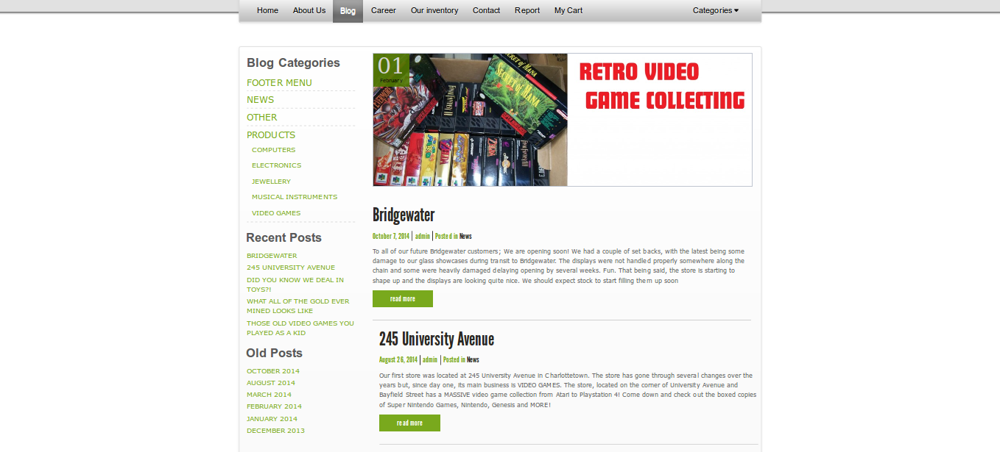 Home About Us Blog Career Our inventory Contact Report My Cart Categories
Blog Categories
FOOTER MENU
NEWS
OTHER
PRODUCTS
COMPUTERS
ELECTRONICS
JEWELLERY
MUSICAL INSTRUMENTS
VIDEO GAMES
Recent Posts
BRIDGEWATER
245 UNIVERSITY AVENUE
DID YOU KNOW WE DEAL IN
TOYS?!
WHAT ALL OF THE GOLD EVER
MINED LOOKS LIKE
THOSE OLD VIDEO GAMES YOU
PLAYED AS A KID
Old Posts
OCTOBER 2014
AUGUST 2014
MARCH 2014
FEBRUARY 2014
JANUARY 2014
DECEMBER 2013
01
February
SECRET OF MANA
SECRET OF MANA
RETRO VIDEO
GAME COLLECTING
Bridgewater
October 7, 2014 | admin | Posted in News
To all of our future Bridgewater customers; We are opening soon! We had a couple of set backs, with the latest being some
damage to our glass showcases during transit to Bridgewater. The displays were not handled properly somewhere along the
chain and some were heavily damaged delaying opening by several weeks. Fun. That being said, the store is starting to
shape up and the displays are looking quite nice. We should expect stock to start filling them up soon
read more
245 University Avenue
August 26, 2014 | admin | Posted in News
Our first store was located at 245 University Avenue in Charlottetown. The store has gone through several changes over the
years but, since day one, its main business is VIDEO GAMES. The store, located on the corner of University Avenue and
Bayfield Street has a MASSIVE video game collection from Atari to Playstation 4! Come down and check out the boxed copies
of Super Nintendo Games, Nintendo, Genesis and MORE!
read more